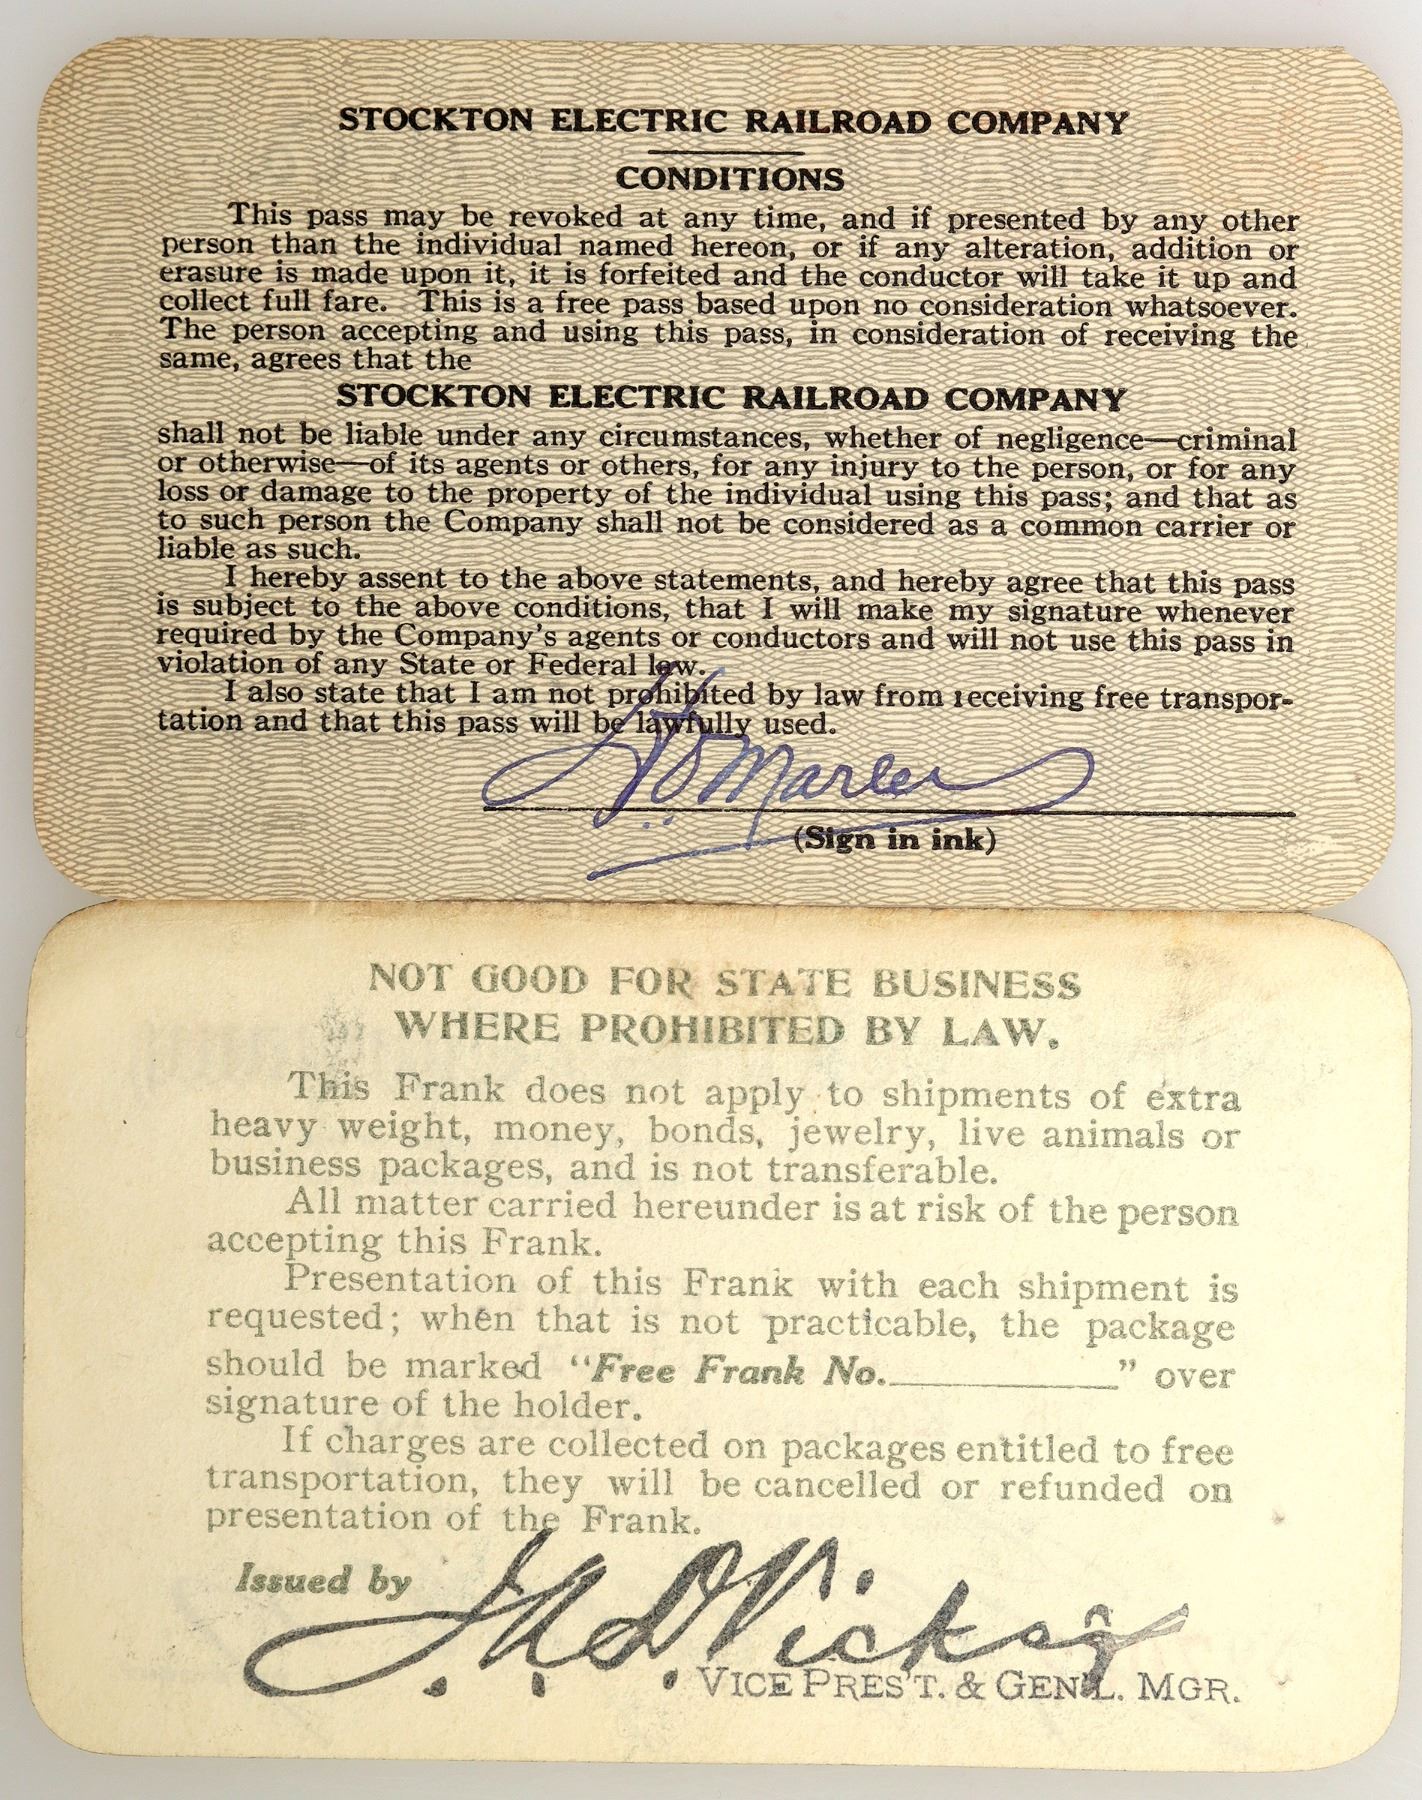 STOCKTON ELECTRIC RAILROAD COMPANY
CONDITIONS
This pass may be revoked at any time, and if presented by any other
person than the individual named hereon, or if any alteration, addition or
erasure is made upon it, it is forfeited and the conductor will take it up and
collect full fare. This is a free pass based upon no consideration whatsoever.
The person accepting and using this pass, in consideration of receiving the
same, agrees that the
STOCKTON ELECTRIC RAILROAD COMPANY
shall not be liable under any circumstances, whether of negligence—criminal
or otherwise—of its agents or others, for any injury to the person, or for any
loss or damage to the property of the individual using this pass; and that as
to such person the Company shall not be considered as a common carrier or
liable as such.
I hereby assent to the above statements, and hereby agree that this pass
is subject to the above conditions, that I will make my signature whenever
required by the Company's agents or conductors and will not use this pass in
violation of any State or Federal law.
I also state that I am not prohibited by law from receiving free transpor-
tation and that this pass will be lawfully used.
(Sign in ink)
NOT GOOD FOR STATE BUSINESS
WHERE PROHIBITED BY LAW.
This Frank does not apply to shipments of extra
heavy weight, money, bonds, jewelry, live animals or
business packages, and is not transferable.
All matter carried hereunder is at risk of the person
accepting this Frank.
Presentation of this Frank with each shipment is
requested; when that is not practicable, the package
should be marked "Free Frank No.________" over
signature of the holder.
If charges are collected on packages entitled to free
transportation, they will be cancelled or refunded on
presentation of the Frank.
Issued by
VICE PRES'T. & GEN'L. MGR.